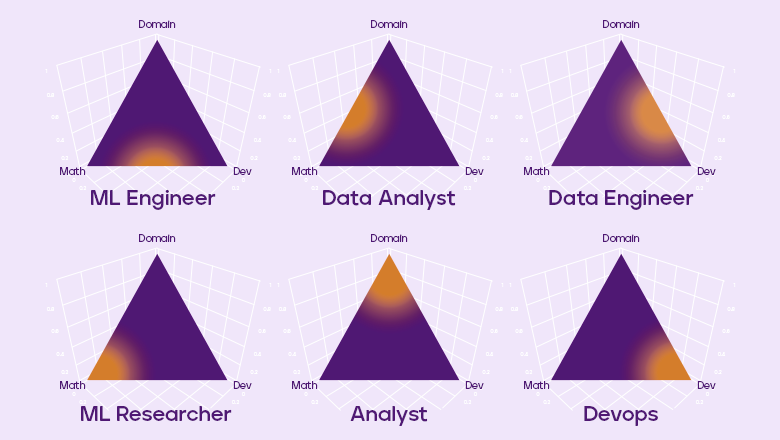 Domain Domain Domain
Math Dev Math Dev Math Dev
ML Engineer Data Analyst Data Engineer
Domain Domain Domain
Math Dev Math Dev Math Dev
ML Researcher Analyst Devops